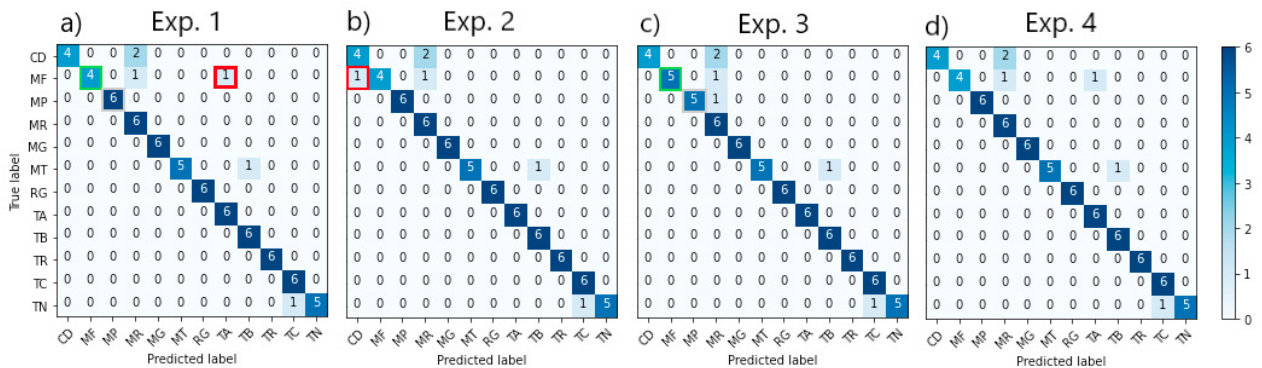 a) Exp. 1 b) Exp. 2 c) Exp. 3 d) Exp. 4
CD 4 0 0 2 0 0 0 0 0 0 0 0 4 0 0 2 0 0 0 0 0 0 0 0 4 0 0 2 0 0 0 0 0 0 0 0 4 0 0 2 0 0 0 0 0 0 0 0
MF 0 4 0 1 0 0 0 1 0 0 0 0 1 4 0 1 0 0 0 0 0 0 0 0 0 5 0 1 0 0 0 0 0 0 0 0 0 4 0 1 0 0 0 1 0 0 0 0
MP 0 0 6 0 0 0 0 0 0 0 0 0 0 0 6 0 0 0 0 0 0 0 0 0 0 0 5 1 0 0 0 0 0 0 0 0 0 0 6 0 0 0 0 0 0 0 0 0
MR 0 0 0 6 0 0 0 0 0 0 0 0 0 0 0 6 0 0 0 0 0 0 0 0 0 0 0 6 0 0 0 0 0 0 0 0 0 0 0 6 0 0 0 0 0 0 0 0
MG 0 0 0 0 6 0 0 0 0 0 0 0 0 0 0 0 6 0 0 0 0 0 0 0 0 0 0 0 6 0 0 0 0 0 0 0 0 0 0 0 6 0 0 0 0 0 0 0
MT 0 0 0 0 0 5 0 0 1 0 0 0 0 0 0 0 0 5 0 0 1 0 0 0 0 0 0 0 0 5 0 0 1 0 0 0 0 0 0 0 0 5 0 0 1 0 0 0
RG 0 0 0 0 0 0 6 0 0 0 0 0 0 0 0 0 0 0 6 0 0 0 0 0 0 0 0 0 0 0 6 0 0 0 0 0 0 0 0 0 0 0 6 0 0 0 0 0
TA 0 0 0 0 0 0 0 6 0 0 0 0 0 0 0 0 0 0 0 6 0 0 0 0 0 0 0 0 0 0 0 6 0 0 0 0 0 0 0 0 0 0 0 6 0 0 0 0
TB 0 0 0 0 0 0 0 0 6 0 0 0 0 0 0 0 0 0 0 0 6 0 0 0 0 0 0 0 0 0 0 0 6 0 0 0 0 0 0 0 0 0 0 0 6 0 0 0
TR 0 0 0 0 0 0 0 0 0 6 0 0 0 0 0 0 0 0 0 0 0 6 0 0 0 0 0 0 0 0 0 0 0 6 0 0 0 0 0 0 0 0 0 0 0 6 0 0
TC 0 0 0 0 0 0 0 0 0 0 6 0 0 0 0 0 0 0 0 0 0 0 6 0 0 0 0 0 0 0 0 0 0 0 6 0 0 0 0 0 0 0 0 0 0 0 6 0
TN 0 0 0 0 0 0 0 0 0 0 1 5 0 0 0 0 0 0 0 0 0 0 1 5 0 0 0 0 0 0 0 0 0 0 1 5 0 0 0 0 0 0 0 0 0 0 1 5
True label
CD MF MP MR MG MT RG TA TB TR TC TN CD MF MP MR MG MT RG TA TB TR TC TN CD MF MP MR MG MT RG TA TB TR TC TN CD MF MP MR MG MT RG TA TB TR TC TN
Predicted label Predicted label Predicted label Predicted label
6
5
4
3
2
1
0